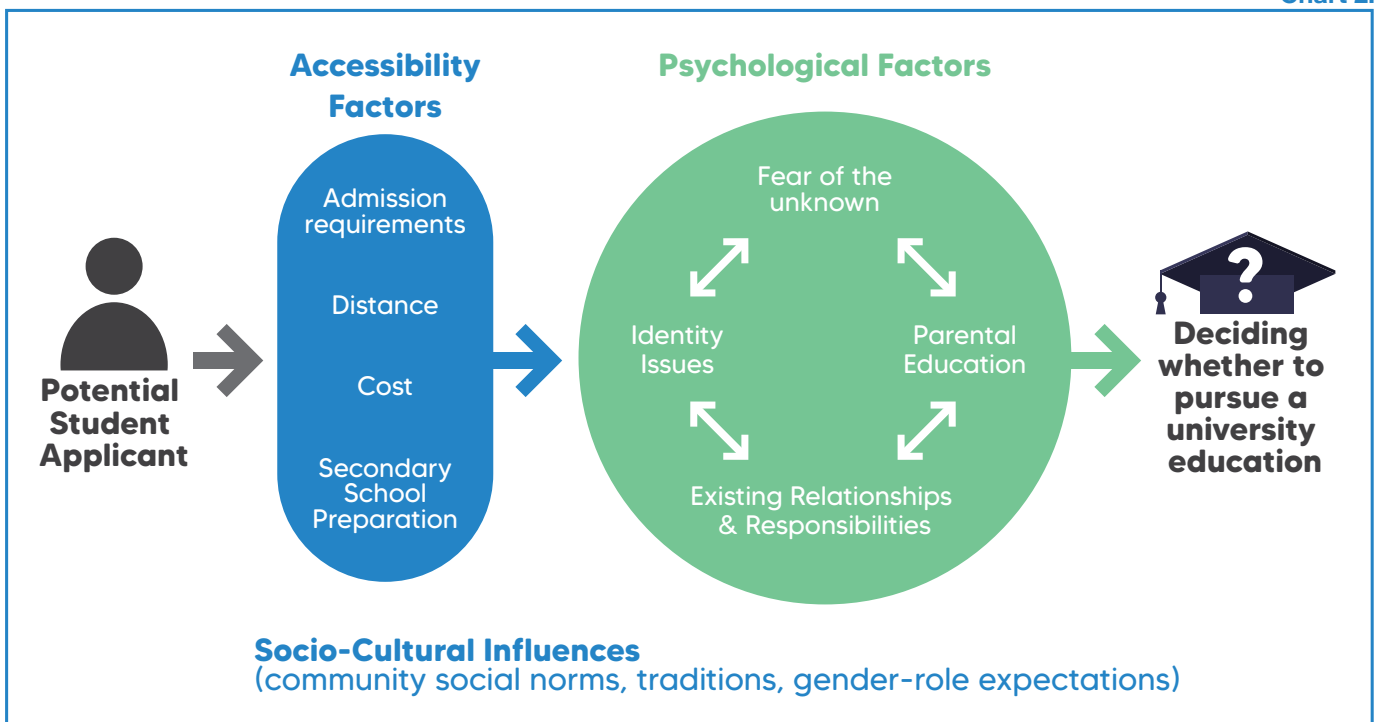 Accessibility
Factors
Admission
requirements
Distance
Cost
Secondary
School
Preparation
Psychological Factors
Fear of the
unknown
Identity
Issues
Parental
Education
Existing Relationships
& Responsibilities
Potential
Student
Applicant
?
Deciding
whether to
pursue a
university
education
Socio-Cultural Influences
(community social norms, traditions, gender-role expectations)